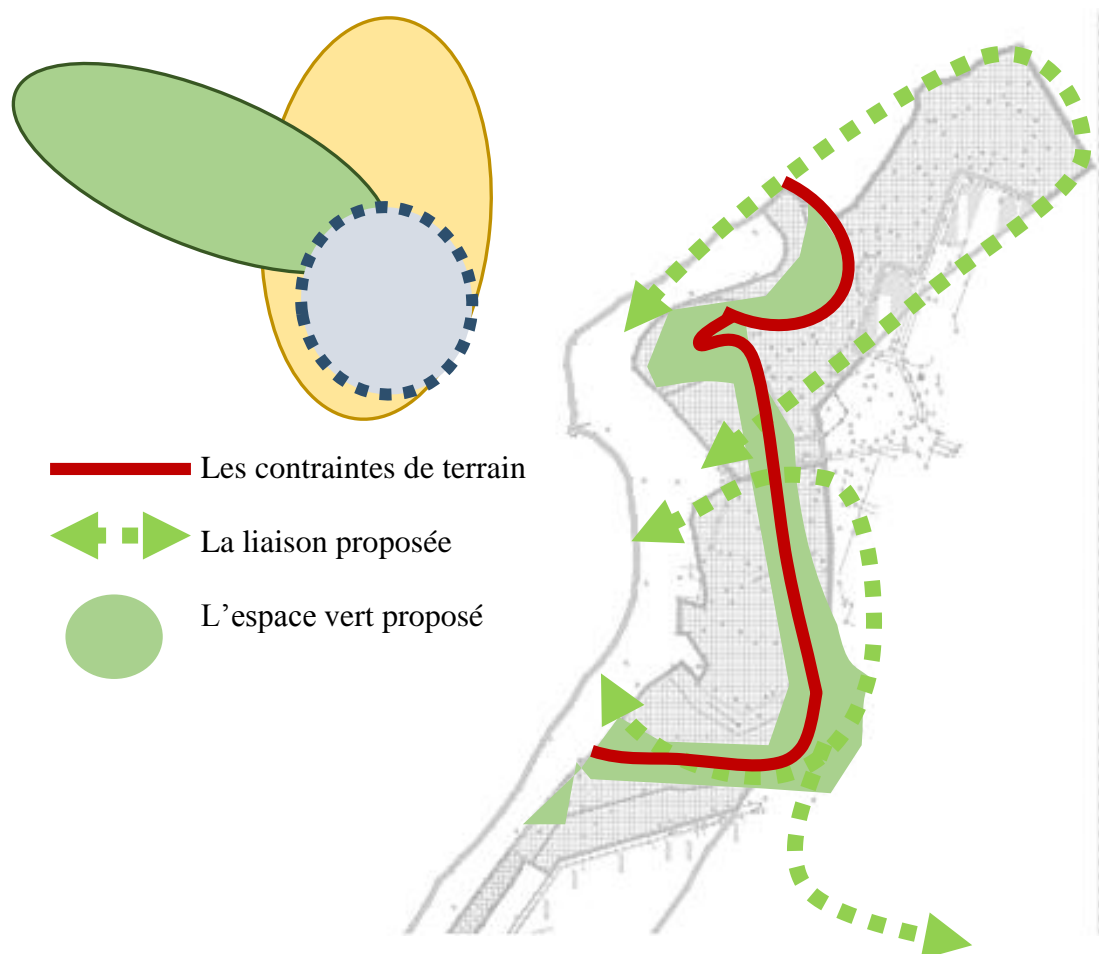 Les contraintes de terrain
La liaison proposée
L'espace vert proposé